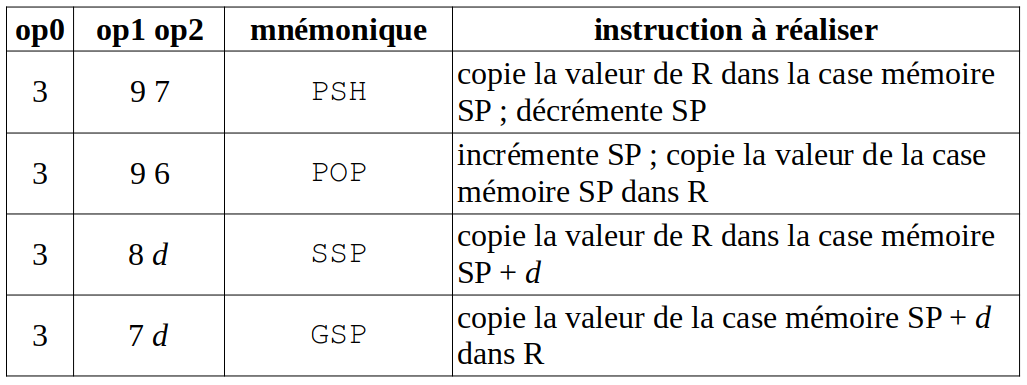 op0 op1 op2 mnémonique instruction à réaliser
3 9 7 PSH copie la valeur de R dans la case mémoire
SP ; décrémente SP
3 9 6 POP incrémente SP ; copie la valeur de la case
mémoire SP dans R
3 8 d SSP copie la valeur de R dans la case mémoire
SP + d
3 7 d GSP copie la valeur de la case mémoire SP + d
dans R